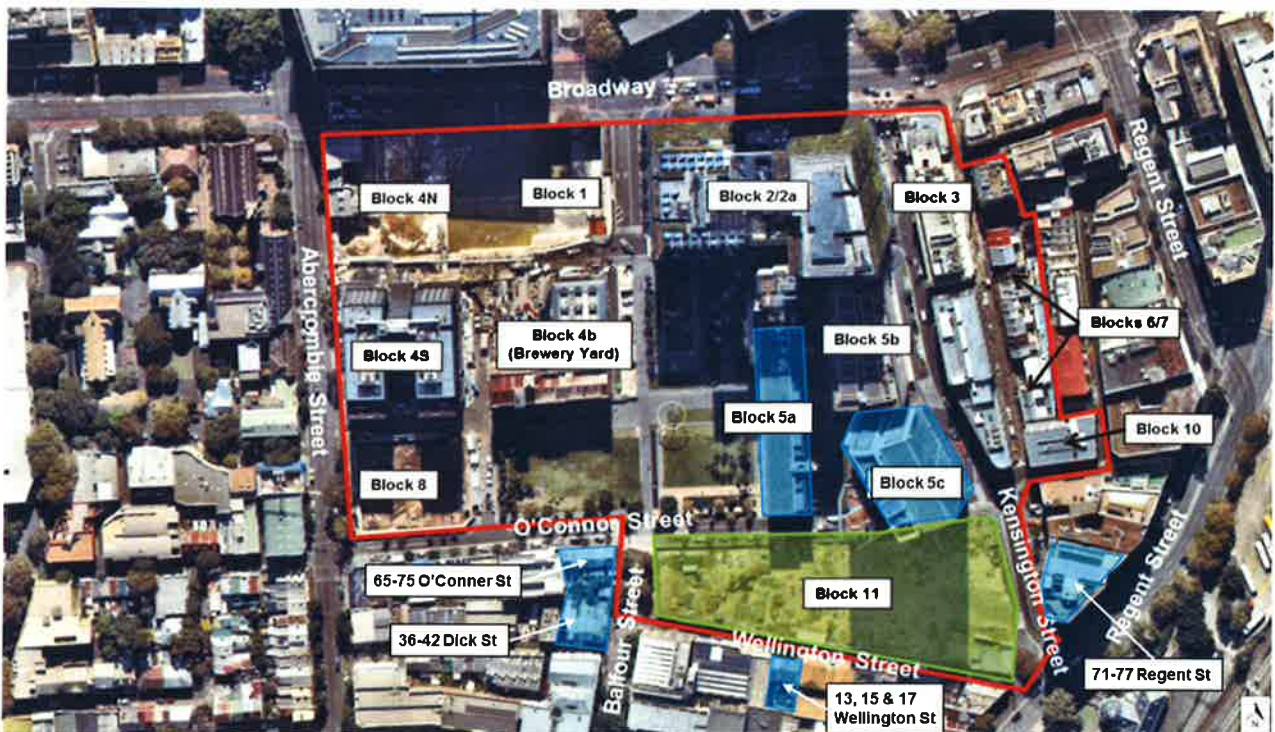 Broadway
Regent Street
Block 4N
Block 1
Block 2/2a
Block 3
Abercrombie Street
Blocks 6/7
Block 4S
Block 4b
(Brewery Yard)
Block 5b
Block 5a
Block 10
Block 8
Block 5c
O'Connor Street
Kensington Street
Regent Street
65-75 O'Conner St
Block 11
36-42 Dick St
Balfour Street
Wellington Street
71-77 Regent St
13, 15 & 17
Wellington St